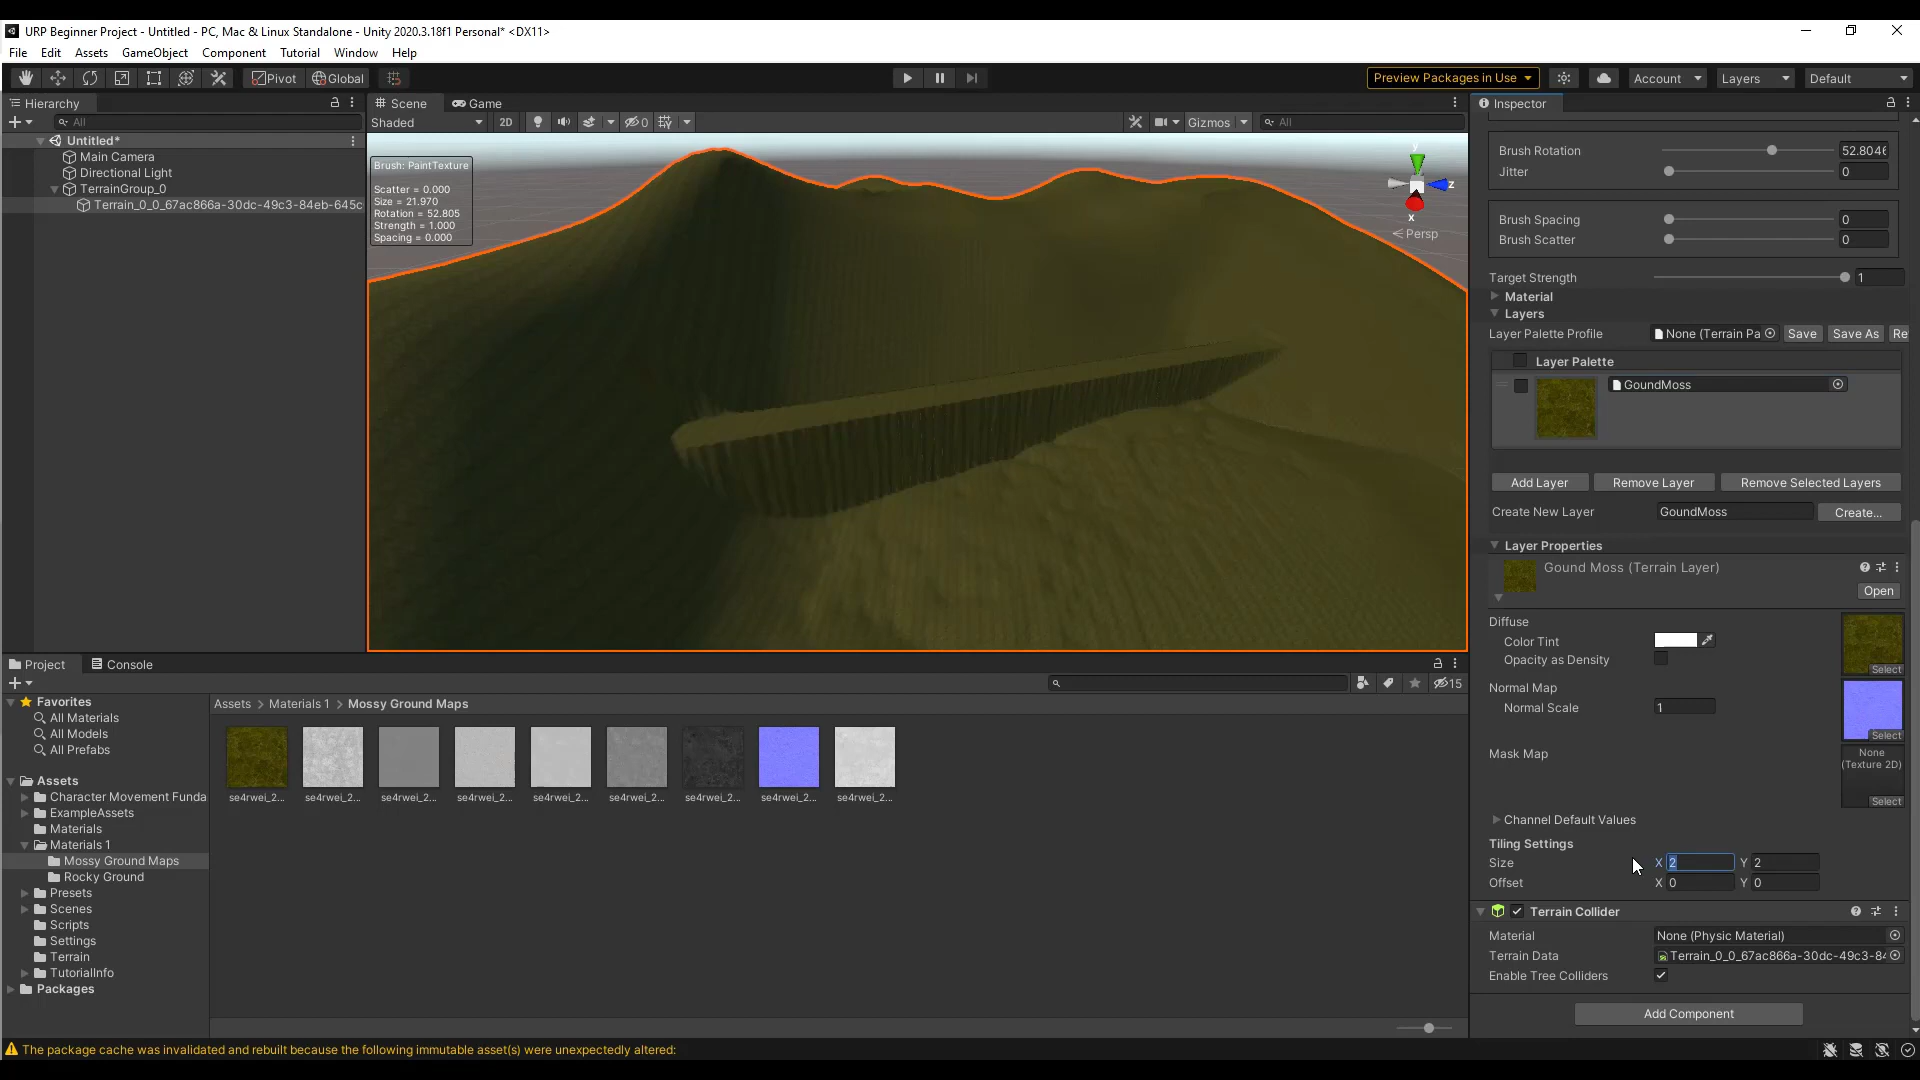 URP Beginner Project - Untitled - PC, Mac & Linux Standalone - Unity 2020.3.18f1 Personal* <DX11>
File Edit Assets GameObject Component Tutorial Window Help
Pivot Global Preview Packages in Use Account Layers Default
Hierarchy
All
Untitled*
Main Camera
Directional Light
TerrainGroup_0
Terrain_0_0_67ac866a-30dc-49c3-84eb-645c
Scene Game
Shaded 2D 0 Gizmos All
Brush: PaintTexture
Scatter = 0.000
Size = 21.970
Rotation = 52.805
Strength = 1.000
Spacing = 0.000
y
z
x
< Persp
Inspector
Brush Rotation 52.8046
Jitter 0
Brush Spacing 0
Brush Scatter 0
Target Strength 1
Material
Layers
Layer Palette Profile None (Terrain Pa Save Save As Re
Layer Palette
GoundMoss
Add Layer Remove Layer Remove Selected Layers
Create New Layer GoundMoss Create...
Layer Properties
Gound Moss (Terrain Layer)
Open
Diffuse
Color Tint
Opacity as Density
Select
Normal Map
Normal Scale 1
Select
Mask Map None
(Texture 2D)
Select
Channel Default Values
Tiling Settings
Size X 2 Y 2
Offset X 0 Y 0
Terrain Collider
Material None (Physic Material)
Terrain Data Terrain_0_0_67ac866a-30dc-49c3-84
Enable Tree Colliders
Add Component
Project Console
15
Favorites
All Materials
All Models
All Prefabs
Assets
Character Movement Funda
ExampleAssets
Materials
Materials 1
Mossy Ground Maps
Rocky Ground
Presets
Scenes
Scripts
Settings
Terrain
TutorialInfo
Packages
Assets > Materials 1 > Mossy Ground Maps
se4rwei_2... se4rwei_2... se4rwei_2... se4rwei_2... se4rwei_2... se4rwei_2... se4rwei_2... se4rwei_2... se4rwei_2...
The package cache was invalidated and rebuilt because the following immutable asset(s) were unexpectedly altered: